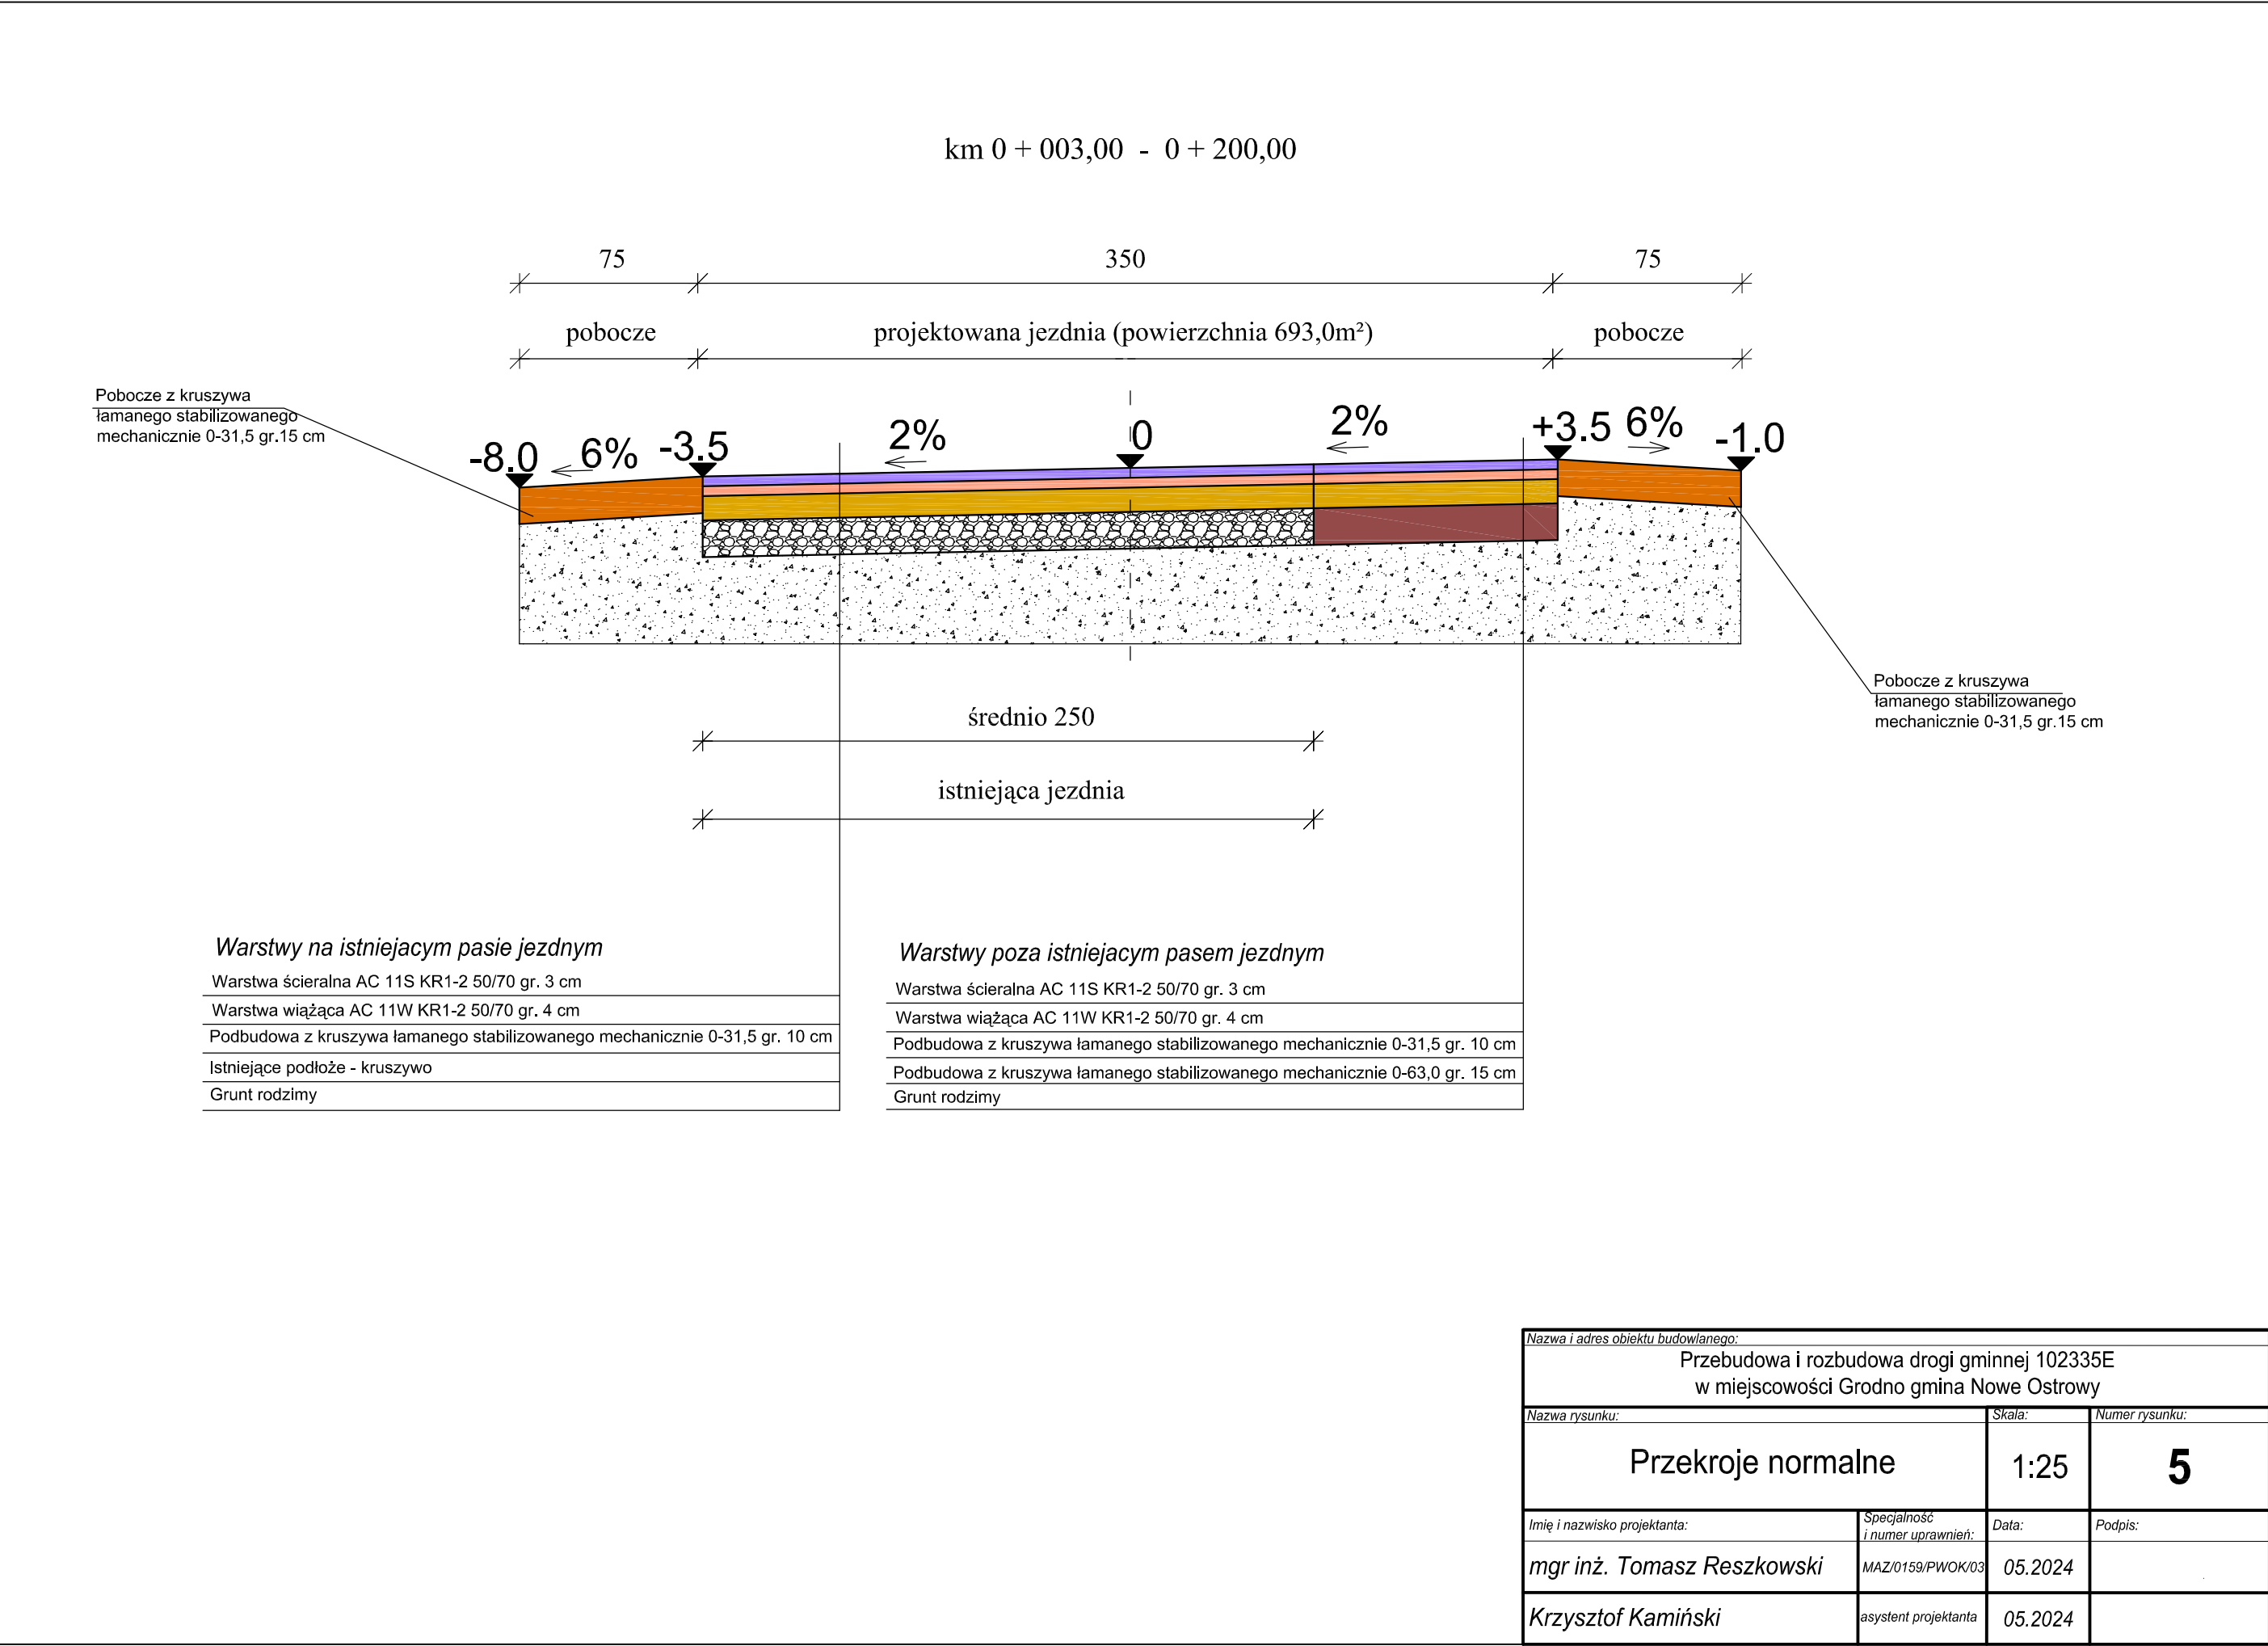 km 0 + 003,00 - 0 + 200,00
75
350
75
pobocze
projektowana jezdnia (powierzchnia 693,0m²)
pobocze
Pobocze z kruszywa
łamanego stabilizowanego
mechanicznie 0-31,5 gr.15 cm
-8.0
6%
-3.5
2%
0
2%
+3.5
6%
-1.0
Pobocze z kruszywa
łamanego stabilizowanego
mechanicznie 0-31,5 gr.15 cm
średnio 250
istniejąca jezdnia
Warstwy na istniejacym pasie jezdnym
Warstwa ścieralna AC 11S KR1-2 50/70 gr. 3 cm
Warstwa wiążąca AC 11W KR1-2 50/70 gr. 4 cm
Podbudowa z kruszywa łamanego stabilizowanego mechanicznie 0-31,5 gr. 10 cm
Istniejące podłoże - kruszywo
Grunt rodzimy
Warstwy poza istniejacym pasem jezdnym
Warstwa ścieralna AC 11S KR1-2 50/70 gr. 3 cm
Warstwa wiążąca AC 11W KR1-2 50/70 gr. 4 cm
Podbudowa z kruszywa łamanego stabilizowanego mechanicznie 0-31,5 gr. 10 cm
Podbudowa z kruszywa łamanego stabilizowanego mechanicznie 0-63,0 gr. 15 cm
Grunt rodzimy
Nazwa i adres obiektu budowlanego:
Przebudowa i rozbudowa drogi gminnej 102335E
w miejscowości Grodno gmina Nowe Ostrowy
Nazwa rysunku:
Skala:
Numer rysunku:
Przekroje normalne
1:25
5
Imię i nazwisko projektanta:
Specjalność
i numer uprawnień:
Data:
Podpis:
mgr inż. Tomasz Reszkowski
MAZ/0159/PWOK/03
05.2024
Krzysztof Kamiński
asystent projektanta
05.2024